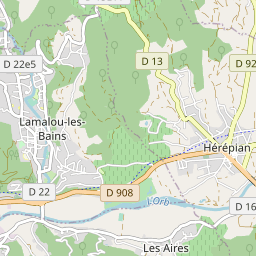 D 13
D 92
D 22e5
Lamalou-les-
Bains
Hérépian
D 22
D 908
L'Orb
D 16
Les Aires